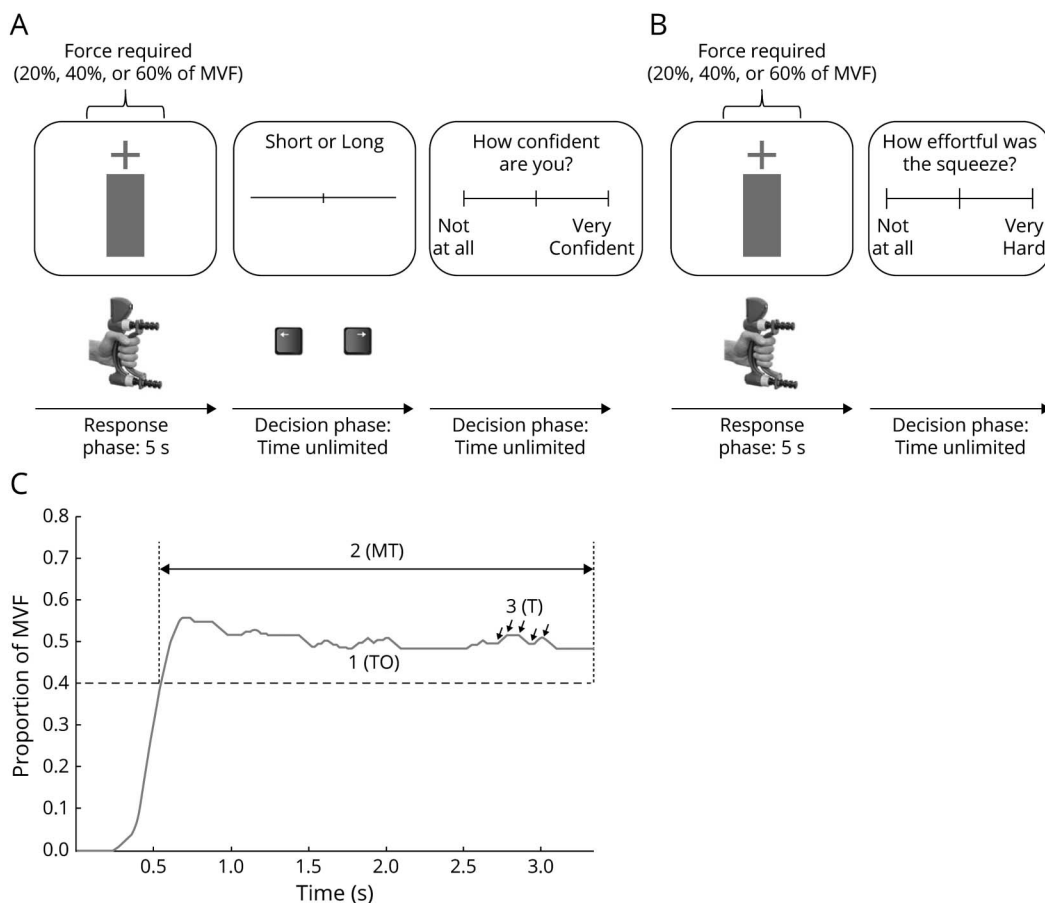 A
Force required
(20%, 40%, or 60% of MVF)
Short or Long
How confident
are you?
Not
at all
Very
Confident
Response
phase: 5 s
Decision phase:
Time unlimited
Decision phase:
Time unlimited
B
Force required
(20%, 40%, or 60% of MVF)
How effortful was
the squeeze?
Not
at all
Very
Hard
Response
phase: 5 s
Decision phase:
Time unlimited
C
Proportion of MVF
0.8
0.7
0.6
0.5
0.4
0.3
0.2
0.1
0.0
2 (MT)
3 (T)
1 (TO)
0.5
1.0
1.5
2.0
2.5
3.0
Time (s)